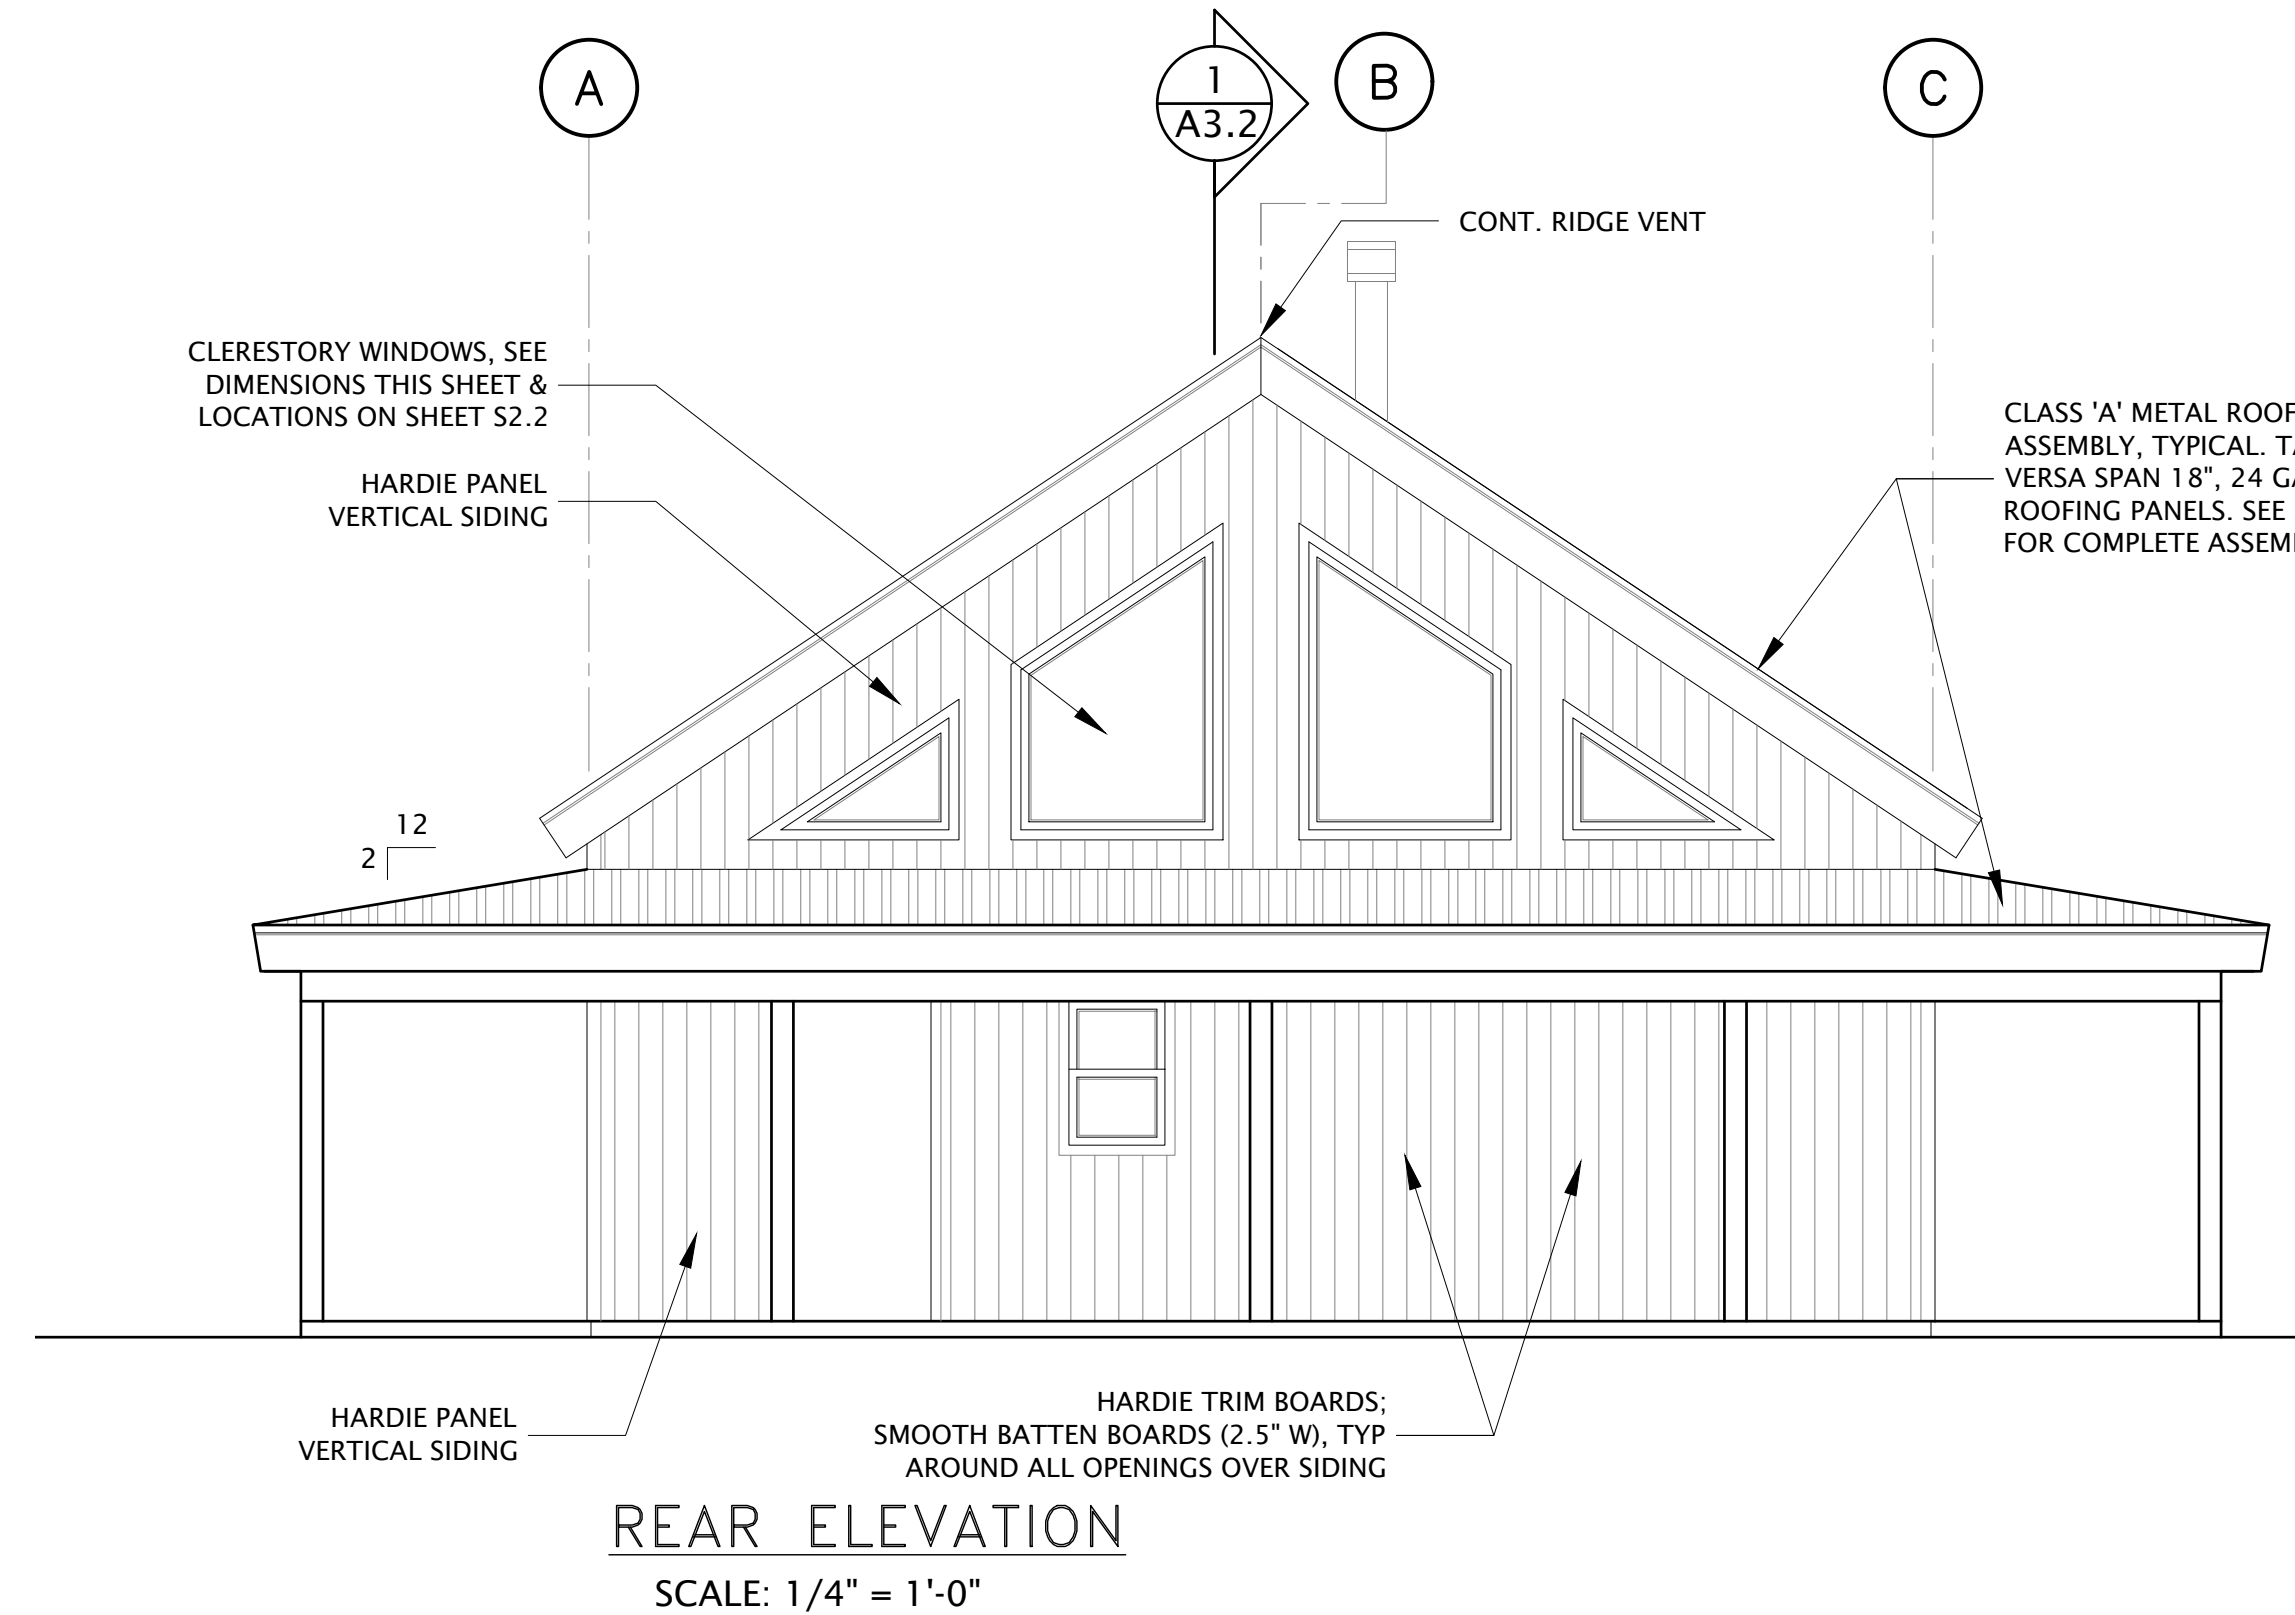 A
1
A3.2
B
C
CONT. RIDGE VENT
CLERESTORY WINDOWS, SEE
DIMENSIONS THIS SHEET &
LOCATIONS ON SHEET S2.2
HARDIE PANEL
VERTICAL SIDING
CLASS 'A' METAL ROOF
ASSEMBLY, TYPICAL.
VERSA SPAN 18", 24
ROOFING PANELS. SEE
FOR COMPLETE
12
2
HARDIE PANEL
VERTICAL SIDING
HARDIE TRIM BOARDS;
SMOOTH BATTEN BOARDS (2.5" W), TYP
AROUND ALL OPENINGS OVER SIDING
REAR ELEVATION
SCALE: 1/4" = 1'-0"